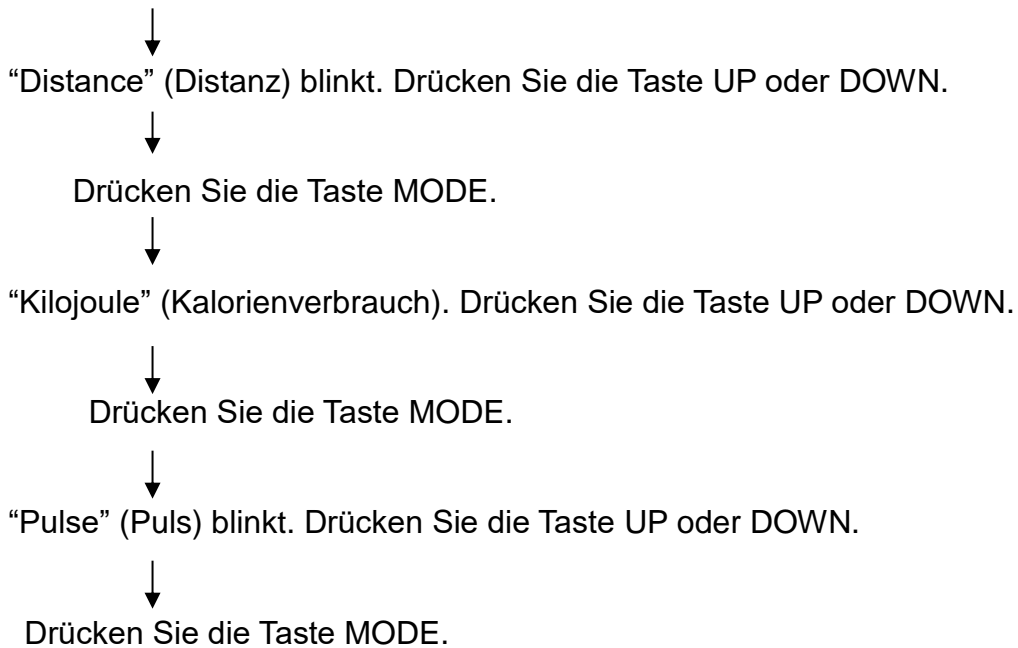 “Distance” (Distanz) blinkt. Drücken Sie die Taste UP oder DOWN.
Drücken Sie die Taste MODE.
“Kilojoule” (Kalorienverbrauch). Drücken Sie die Taste UP oder DOWN.
Drücken Sie die Taste MODE.
“Pulse” (Puls) blinkt. Drücken Sie die Taste UP oder DOWN.
Drücken Sie die Taste MODE.